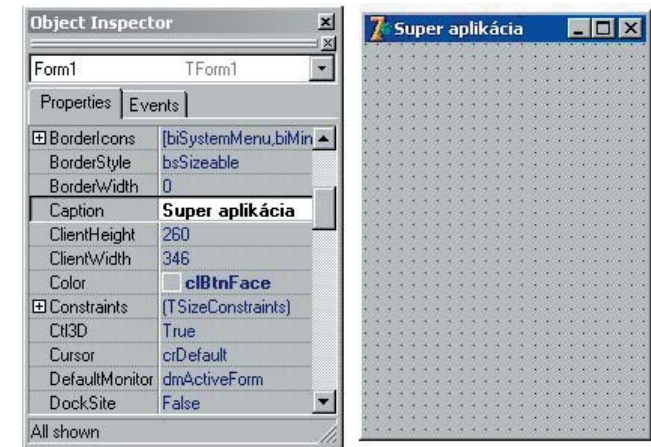 Object Inspector
Form1 TForm1
Properties Events
BorderIcons [biSystemMenu,biMin
BorderStyle bsSizeable
BorderWidth 0
Caption Super aplikácia
ClientHeight 260
ClientWidth 346
Color clBtnFace
Constraints (TSizeConstraints)
Ctl3D True
Cursor crDefault
DefaultMonitor dmActiveForm
DockSite False
All shown
7 Super aplikácia